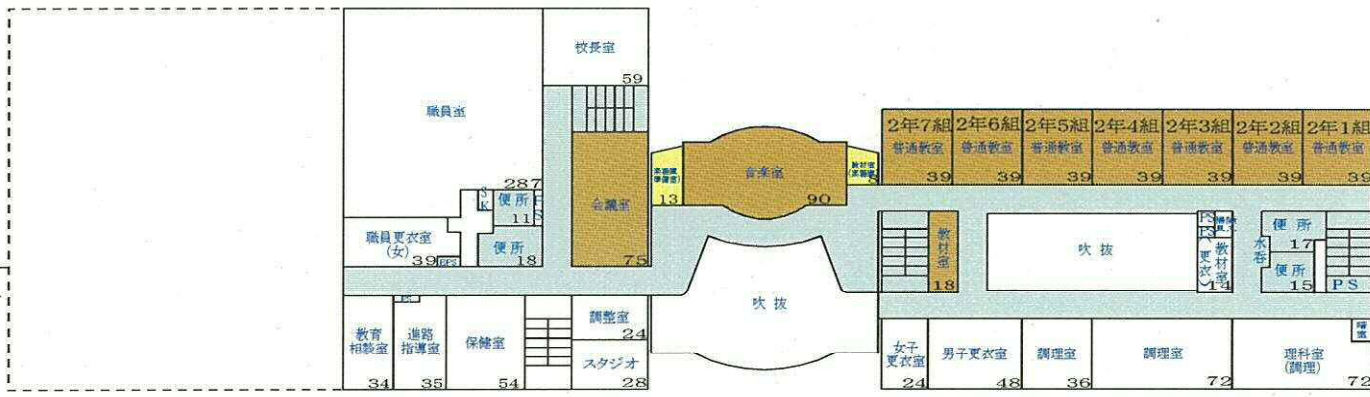 校長室
59
職員室
287
SK
便所
11
PS
職員更衣室
(女)
39
EPS
便所
18
会議室
75
13
音楽室
90
8
2年7組
普通教室
39
2年6組
普通教室
39
2年5組
普通教室
39
2年4組
普通教室
39
2年3組
普通教室
39
2年2組
普通教室
39
2年1組
普通教室
39
教材室
18
吹抜
PS
教材室
14
水呑
便所
17
便所
15
PS
教育
相談室
34
進路
指導室
35
保健室
54
調整室
24
スタジオ
28
吹抜
女子
更衣室
24
男子更衣室
48
調理室
36
調理室
72
理科室
(調理)
72